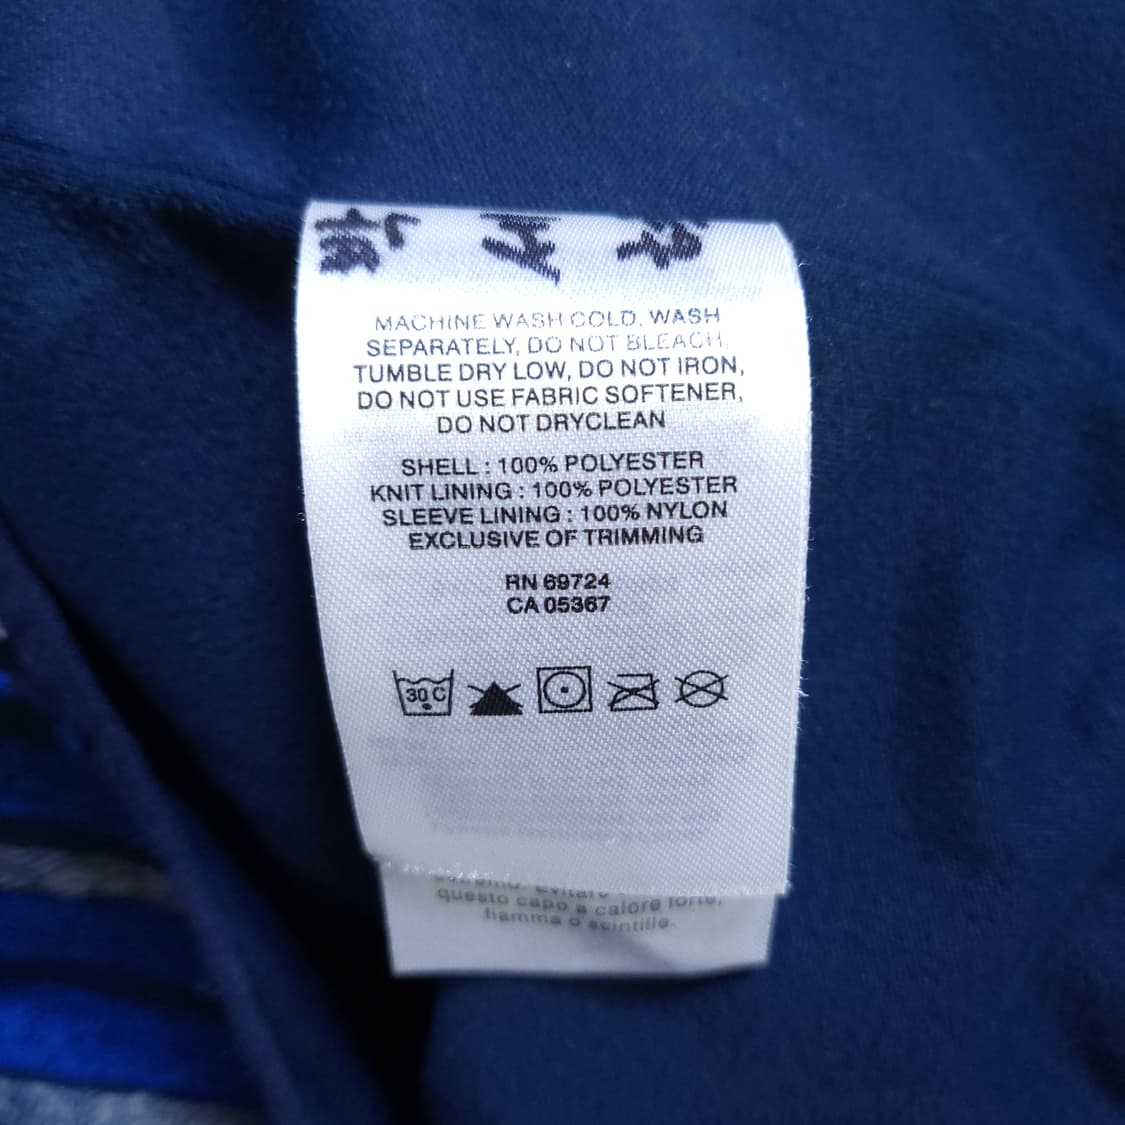 MACHINE WASH COLD, WASH
SEPARATELY, DO NOT BLEACH,
TUMBLE DRY LOW, DO NOT IRON,
DO NOT USE FABRIC SOFTENER,
DO NOT DRYCLEAN
SHELL : 100% POLYESTER
KNIT LINING : 100% POLYESTER
SLEEVE LINING : 100% NYLON
EXCLUSIVE OF TRIMMING
RN 69724
CA 05367
30 C
estremo. Evitare
questo capo a calore forte,
fiamma o scintille.